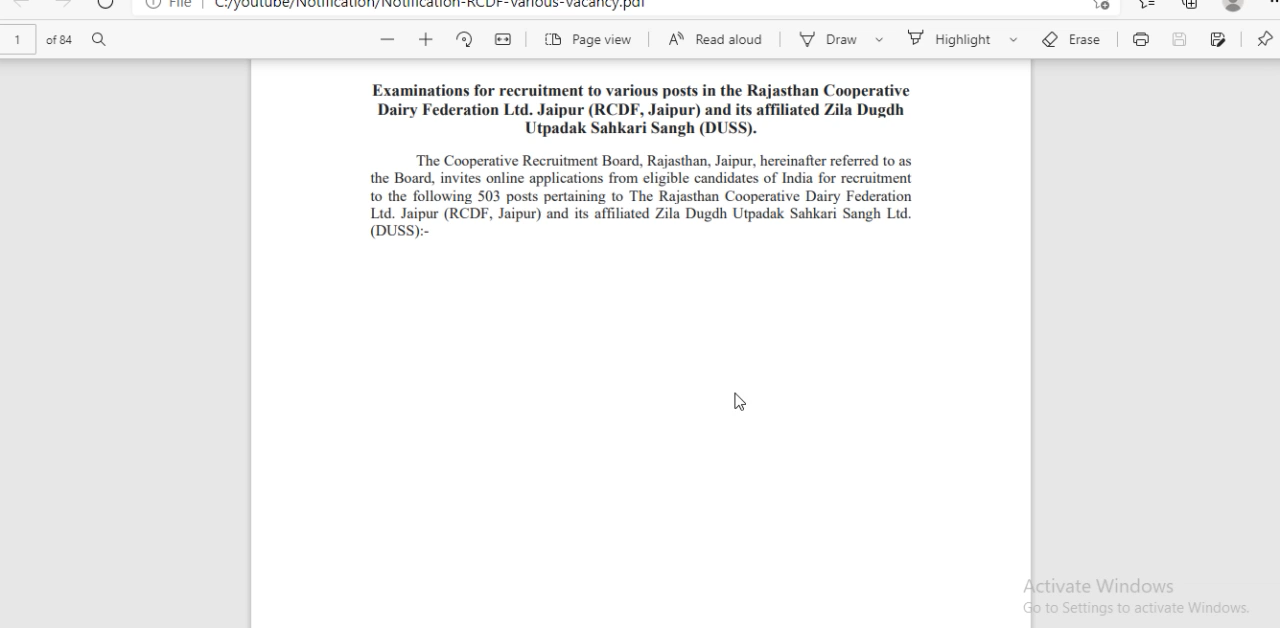 File
C:/youtube/Notification/Notification-RCDF-various-vacancy.pdf
1 of 84
Page view
Read aloud
Draw
Highlight
Erase
Examinations for recruitment to various posts in the Rajasthan Cooperative
Dairy Federation Ltd. Jaipur (RCDF, Jaipur) and its affiliated Zila Dugdh
Utpadak Sahkari Sangh (DUSS).
The Cooperative Recruitment Board, Rajasthan, Jaipur, hereinafter referred to as
the Board, invites online applications from eligible candidates of India for recruitment
to the following 503 posts pertaining to The Rajasthan Cooperative Dairy Federation
Ltd. Jaipur (RCDF, Jaipur) and its affiliated Zila Dugdh Utpadak Sahkari Sangh Ltd.
(DUSS):-
Activate Windows
Go to Settings to activate Windows.